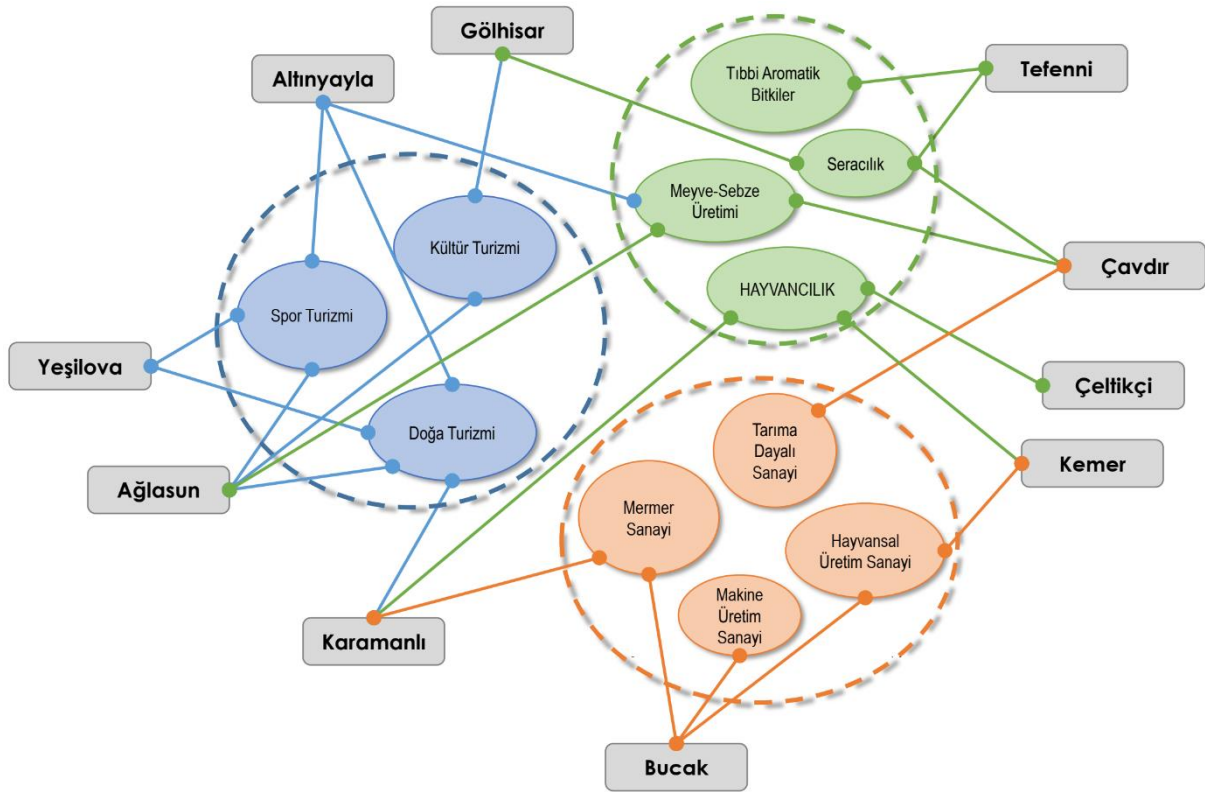 Gölhisar
Altınyayla
Tıbbi Aromatik
Bitkiler
Tefenni
Seracılık
Meyve-Sebze
Üretimi
Kültür Turizmi
Çavdır
HAYVANCILIK
Spor Turizmi
Yeşilova
Çeltikçi
Doğa Turizmi
Tarıma
Dayalı
Sanayi
Kemer
Ağlasun
Mermer
Sanayi
Hayvansal
Üretim Sanayi
Makine
Üretim
Sanayi
Karamanlı
Bucak